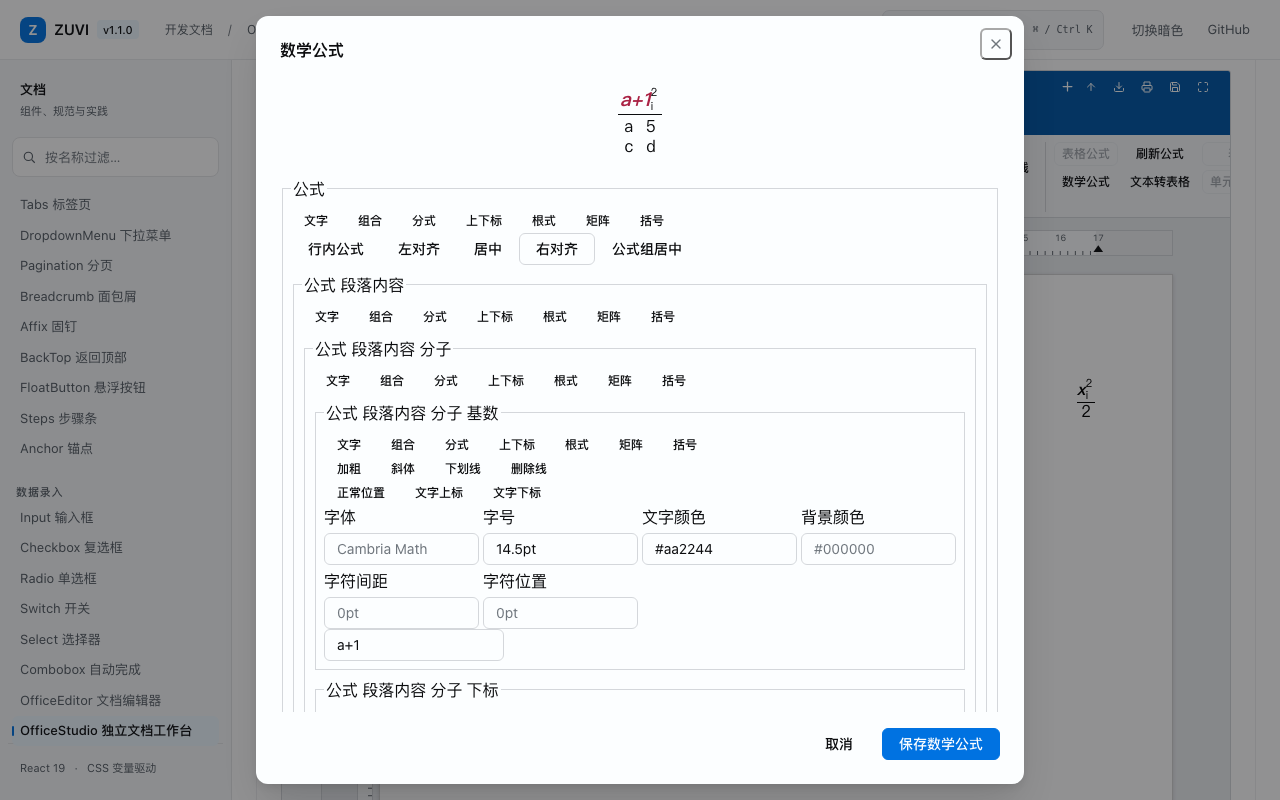 Z ZUVI v1.1.0 开发文档 / O
⌘ / Ctrl K 切换暗色 GitHub
文档
组件、规范与实践
按名称过滤...
Tabs 标签页
DropdownMenu 下拉菜单
Pagination 分页
Breadcrumb 面包屑
Affix 固钉
BackTop 返回顶部
FloatButton 悬浮按钮
Steps 步骤条
Anchor 锚点
数据录入
Input 输入框
Checkbox 复选框
Radio 单选框
Switch 开关
Select 选择器
Combobox 自动完成
OfficeEditor 文档编辑器
OfficeStudio 独立文档工作台
React 19 · CSS 变量驱动
数学公式
a+1 2 i
a 5
c d
公式
文字 组合 分式 上下标 根式 矩阵 括号
行内公式 左对齐 居中 右对齐 公式组居中
公式 段落内容
文字 组合 分式 上下标 根式 矩阵 括号
公式 段落内容 分子
文字 组合 分式 上下标 根式 矩阵 括号
公式 段落内容 分子 基数
文字 组合 分式 上下标 根式 矩阵 括号
加粗 斜体 下划线 删除线
正常位置 文字上标 文字下标
字体 字号 文字颜色 背景颜色
Cambria Math 14.5pt #aa2244 #000000
字符间距 字符位置
0pt 0pt
a+1
公式 段落内容 分子 下标
取消 保存数学公式
表格公式 刷新公式
数学公式 文本转表格 单元
16 17
x 2 i
2